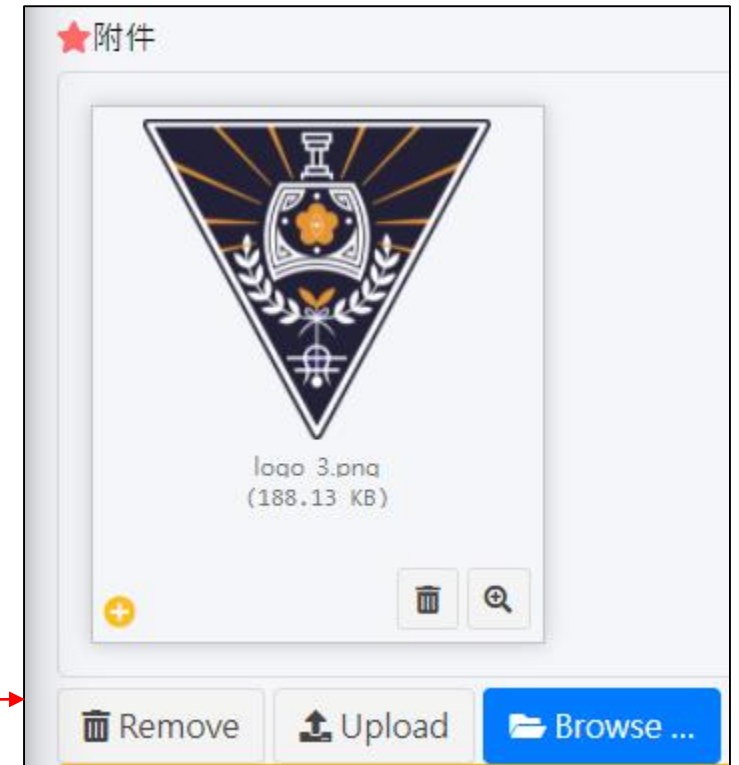 附件
logo 3.png
(188.13 KB)
Remove
Upload
Browse ...